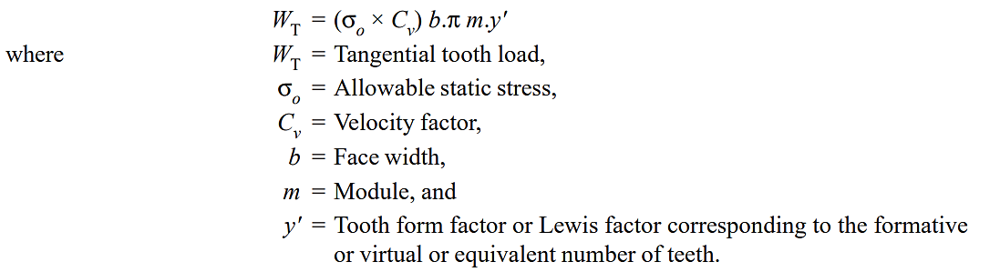 W_T = (σ_o × C_v) b.π m.y'
where W_T = Tangential tooth load,
σ_o = Allowable static stress,
C_v = Velocity factor,
b = Face width,
m = Module, and
y' = Tooth form factor or Lewis factor corresponding to the formative
or virtual or equivalent number of teeth.